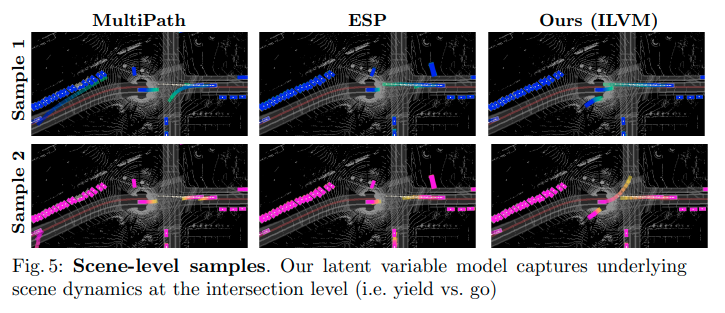 MultiPath ESP Ours (ILVM)
Sample 1
Sample 2
Fig. 5: Scene-level samples. Our latent variable model captures underlying
scene dynamics at the intersection level (i.e. yield vs. go)